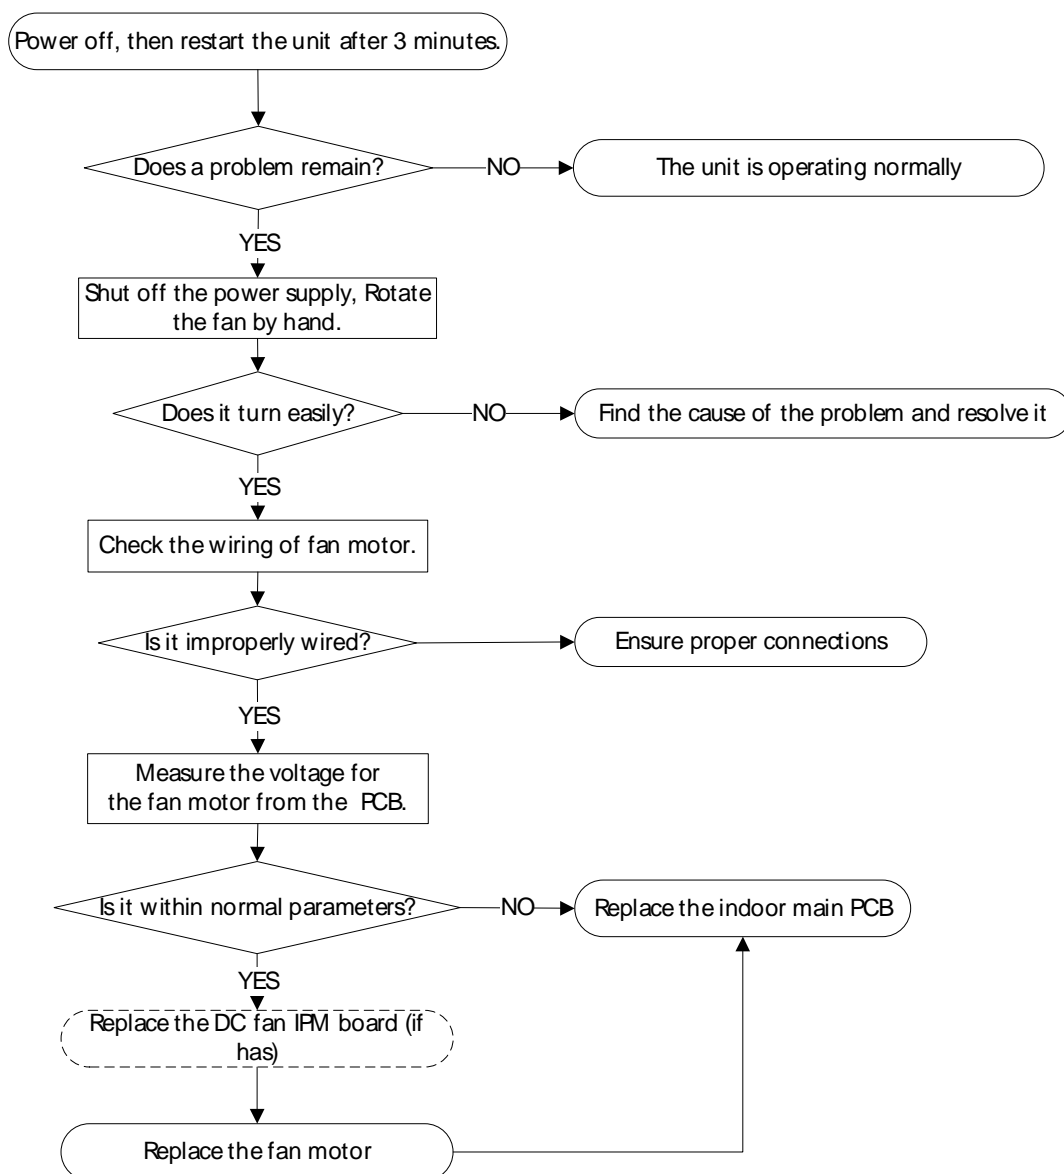 Power off, then restart the unit after 3 minutes.
Does a problem remain?
NO
The unit is operating normally
YES
Shut off the power supply, Rotate
the fan by hand.
Does it turn easily?
NO
Find the cause of the problem and resolve it
YES
Check the wiring of fan motor.
Is it improperly wired?
Ensure proper connections
YES
Measure the voltage for
the fan motor from the PCB.
Is it within normal parameters?
NO
Replace the indoor main PCB
YES
Replace the DC fan IPM board (if
has)
Replace the fan motor